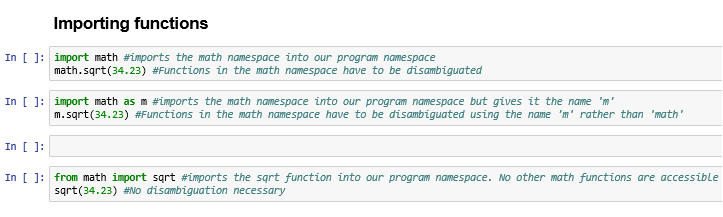 Importing functions
In [ ]: import math #imports the math namespace into our program namespace
math.sqrt(34.23) #Functions in the math namespace have to be disambiguated
In [ ]: import math as m #imports the math namespace into our program namespace but gives it the name 'm'
m.sqrt(34.23) #Functions in the math namespace have to be disambiguated using the name 'm' rather than 'math'
In [ ]:
In [ ]: from math import sqrt #imports the sqrt function into our program namespace. No other math functions are accessible
sqrt(34.23) #No disambiguation necessary